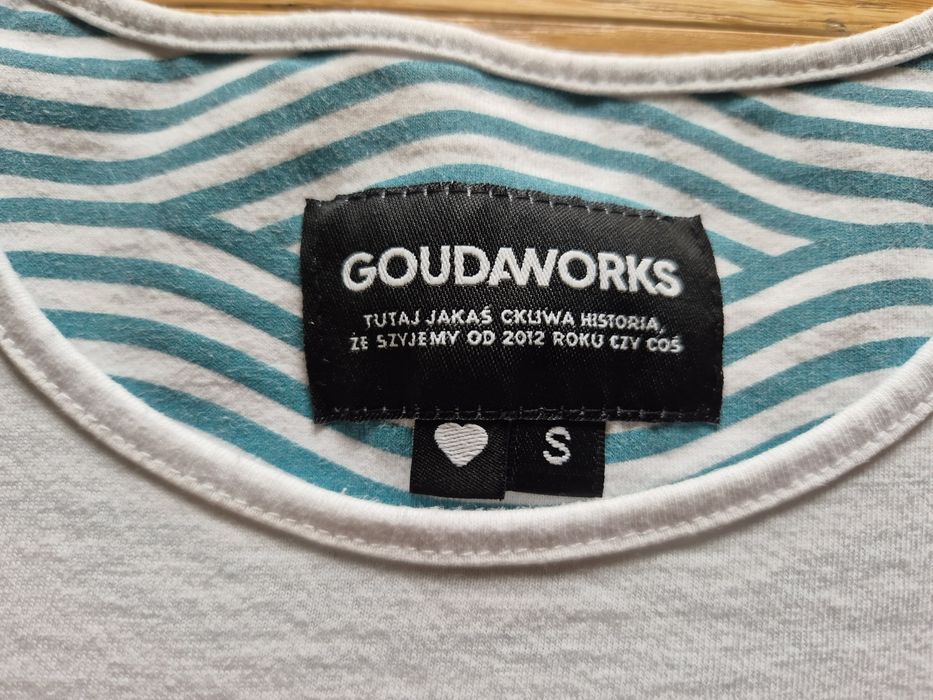 GOUDAWORKS
TUTAJ JAKAŚ CKLIWA HISTORIA,
ŻE SZYJEMY OD 2012 ROKU CZY COŚ
S